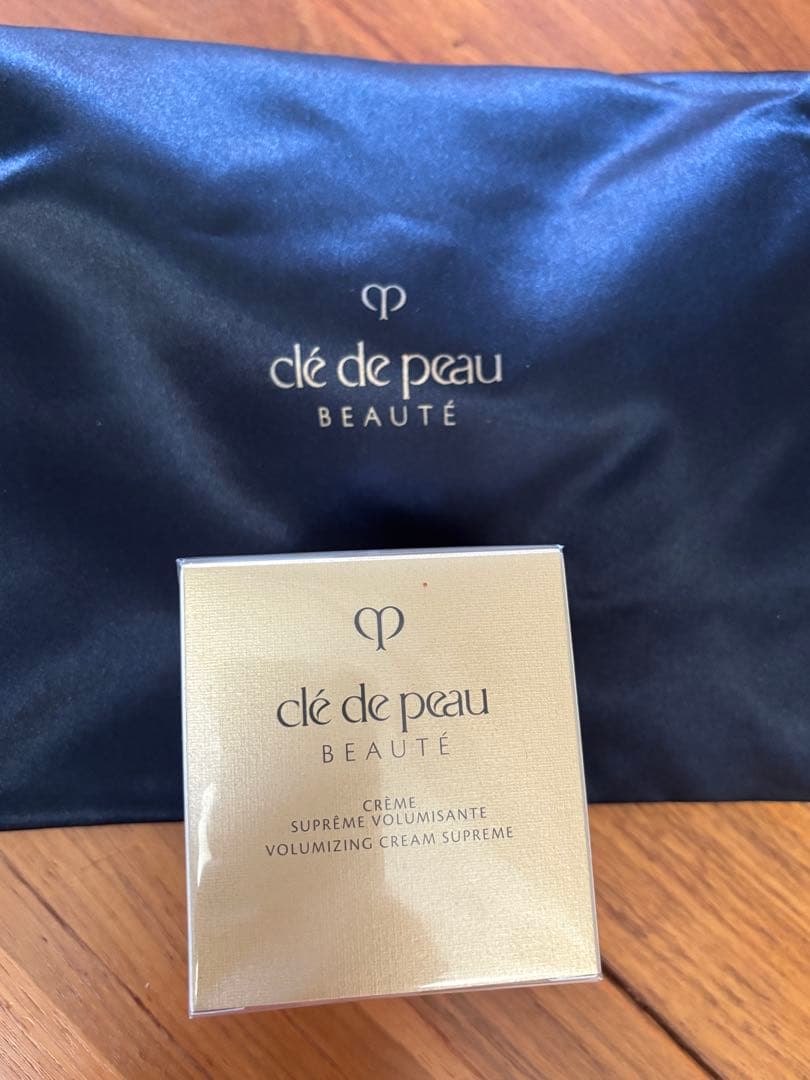 clé de peau
BEAUTÉ
clé de peau
BEAUTÉ
CRÈME
SUPRÊME VOLUMISANTE
VOLUMIZING CREAM SUPREME